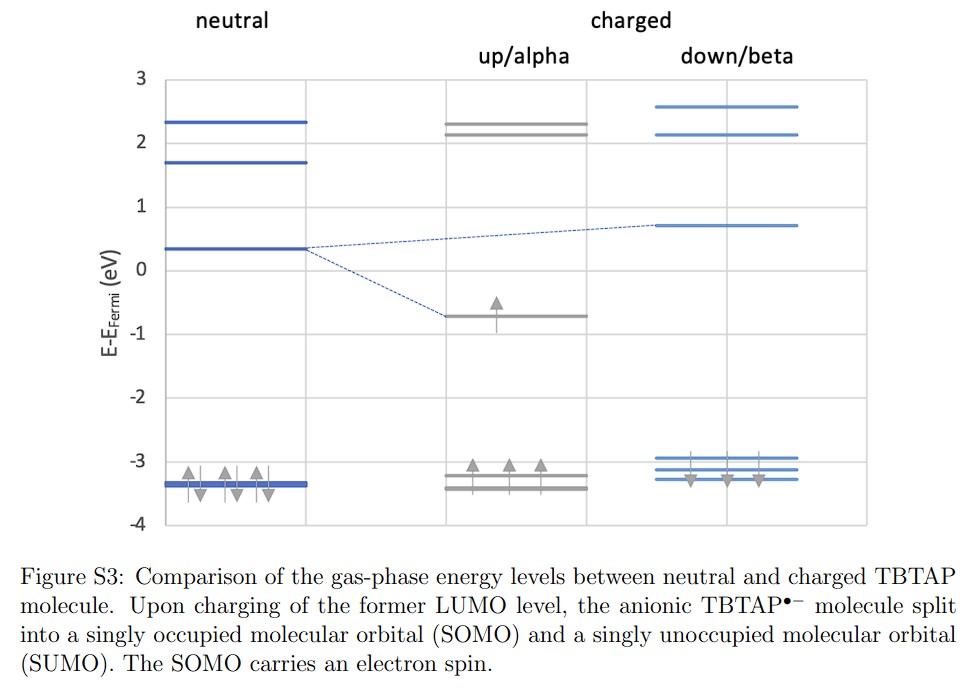 neutral
charged
up/alpha
down/beta
3
2
1
0
-1
-2
-3
-4
E-EFermi (eV)
Figure S3: Comparison of the gas-phase energy levels between neutral and charged TBTAP
molecule. Upon charging of the former LUMO level, the anionic TBTAP•− molecule split
into a singly occupied molecular orbital (SOMO) and a singly unoccupied molecular orbital
(SUMO). The SOMO carries an electron spin.